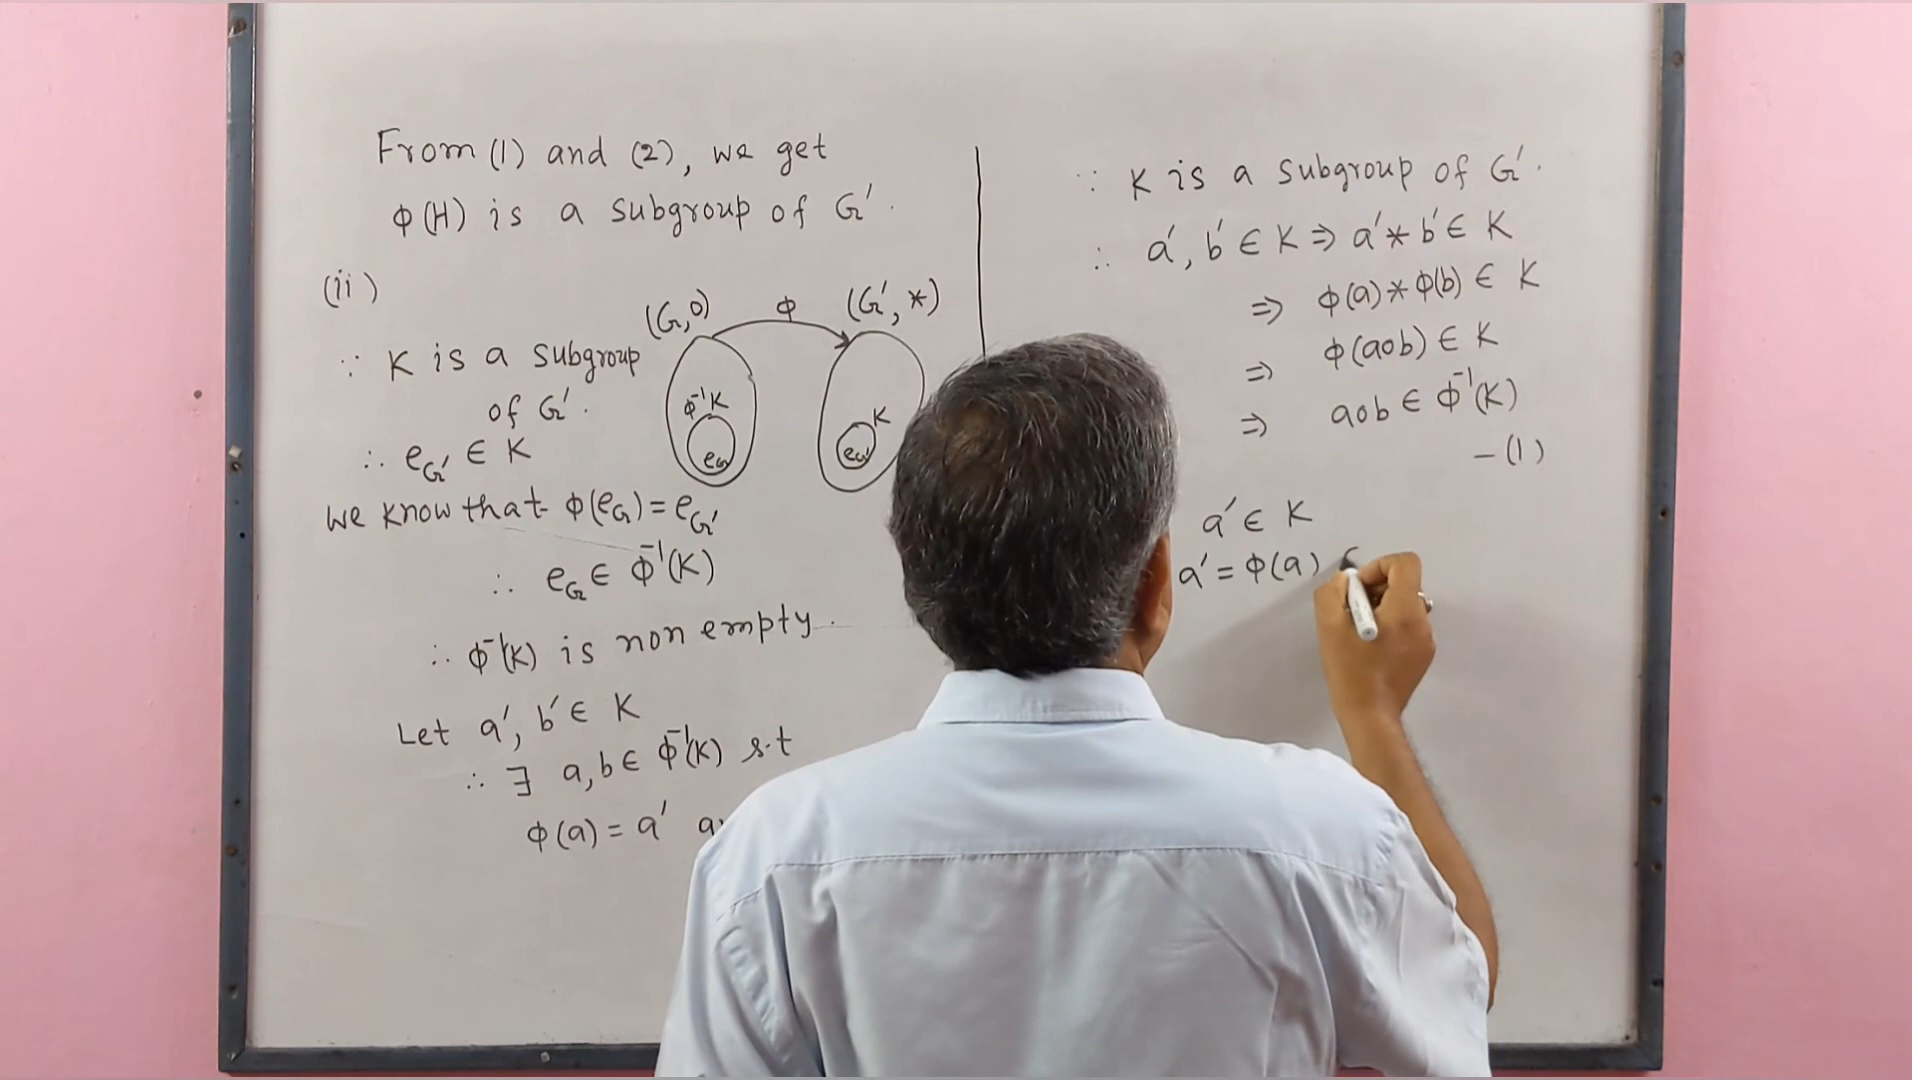 From (1) and (2), we get
ϕ(H) is a subgroup of G′.
(ii)
(G,o) ϕ (G′,*)
∵ K is a subgroup
of G′.
ϕ⁻¹K K
e_G e_G′
∴ e_G′ ∈ K
we know that ϕ(e_G) = e_G′
∴ e_G ∈ ϕ⁻¹(K)
∴ ϕ⁻¹(K) is non empty.
Let a′, b′ ∈ K
∴ ∃ a,b ∈ ϕ⁻¹(K) s.t
ϕ(a) = a′
∵ K is a subgroup of G′.
∴ a′, b′ ∈ K ⇒ a′ * b′ ∈ K
⇒ ϕ(a) * ϕ(b) ∈ K
⇒ ϕ(aob) ∈ K
⇒ aob ∈ ϕ⁻¹(K)
– (1)
a′ ∈ K
a′ = ϕ(a)